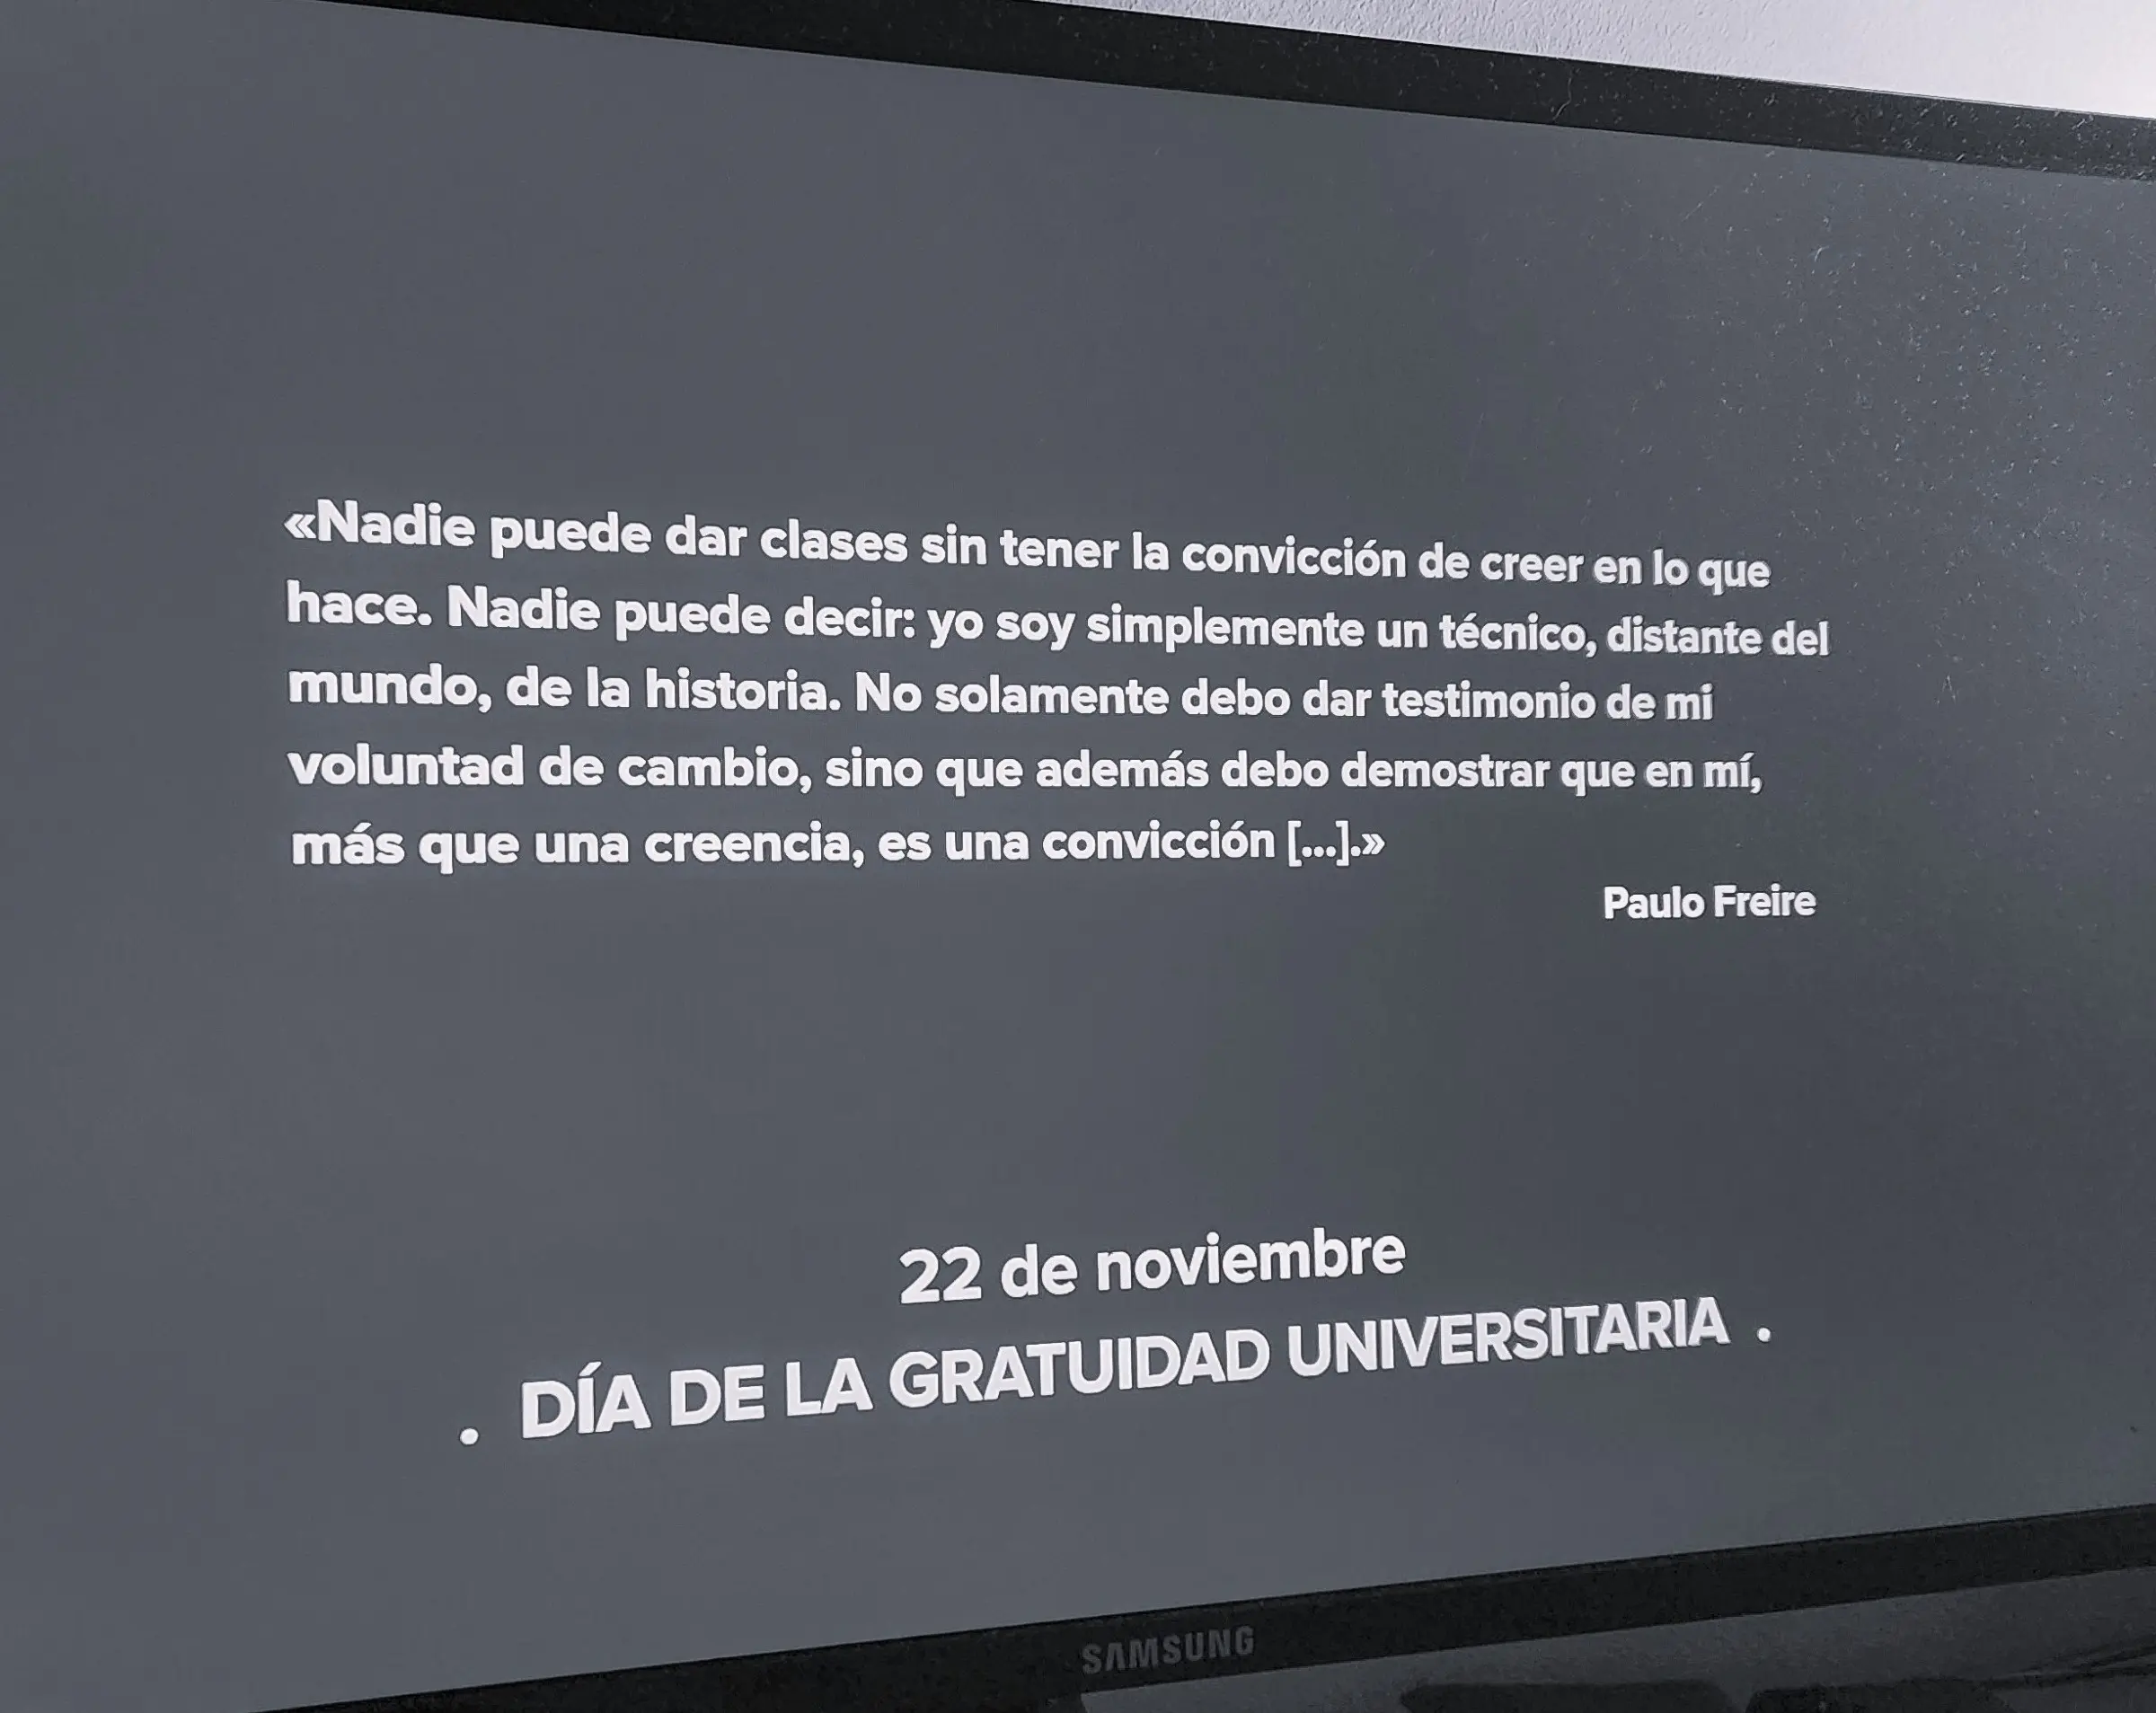 «Nadie puede dar clases sin tener la convicción de creer en lo que
hace. Nadie puede decir: yo soy simplemente un técnico, distante del
mundo, de la historia. No solamente debo dar testimonio de mi
voluntad de cambio, sino que además debo demostrar que en mí,
más que una creencia, es una convicción [...].»
Paulo Freire
22 de noviembre
. DÍA DE LA GRATUIDAD UNIVERSITARIA .
SAMSUNG